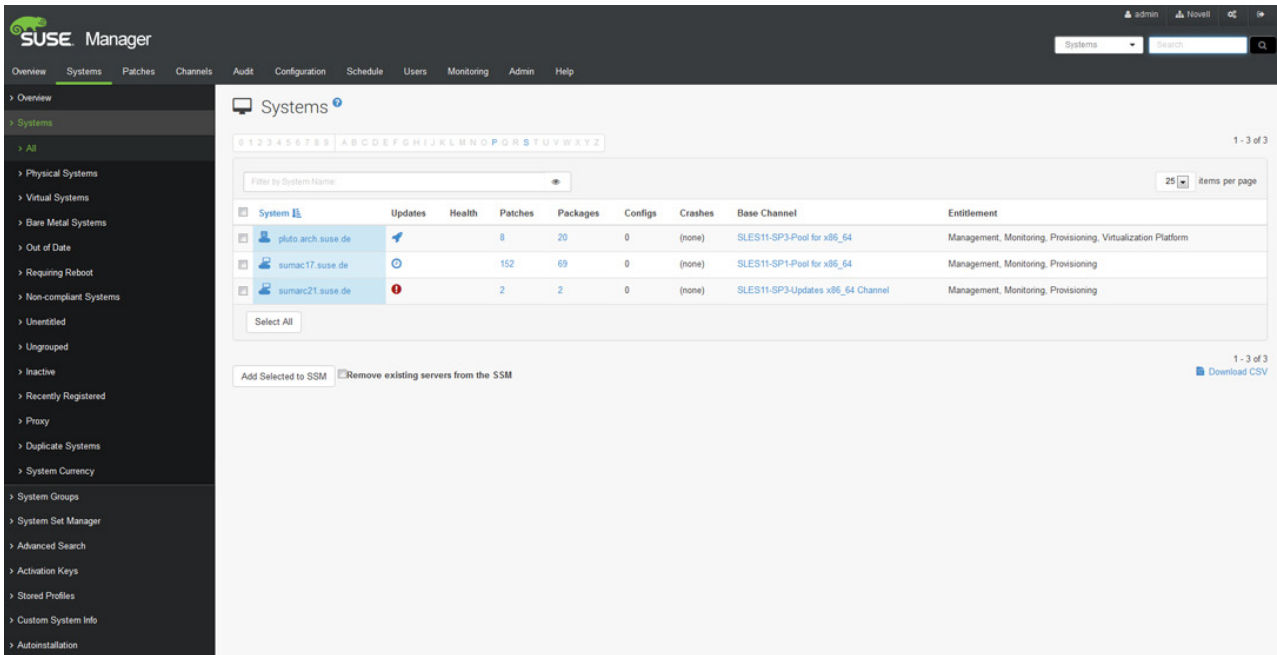 admin Novell
SUSE Manager
Systems Search
Overview Systems Patches Channels Audit Configuration Schedule Users Monitoring Admin Help
> Overview
> Systems
> All
> Physical Systems
> Virtual Systems
> Bare Metal Systems
> Out of Date
> Requiring Reboot
> Non-compliant Systems
> Unentitled
> Ungrouped
> Inactive
> Recently Registered
> Proxy
> Duplicate Systems
> System Currency
> System Groups
> System Set Manager
> Advanced Search
> Activation Keys
> Stored Profiles
> Custom System Info
> Autoinstallation
Systems ?
0 1 2 3 4 5 6 7 8 9 A B C D E F G H I J K L M N O P Q R S T U V W X Y Z 1 - 3 of 3
Filter by System Name: 25 items per page
System Updates Health Patches Packages Configs Crashes Base Channel Entitlement
pluto.arch.suse.de 8 20 0 (none) SLES11-SP3-Pool for x86_64 Management, Monitoring, Provisioning, Virtualization Platform
sumac17.suse.de 152 69 0 (none) SLES11-SP1-Pool for x86_64 Management, Monitoring, Provisioning
sumarc21.suse.de 2 2 0 (none) SLES11-SP3-Updates x86_64 Channel Management, Monitoring, Provisioning
Select All
1 - 3 of 3
Add Selected to SSM Remove existing servers from the SSM Download CSV